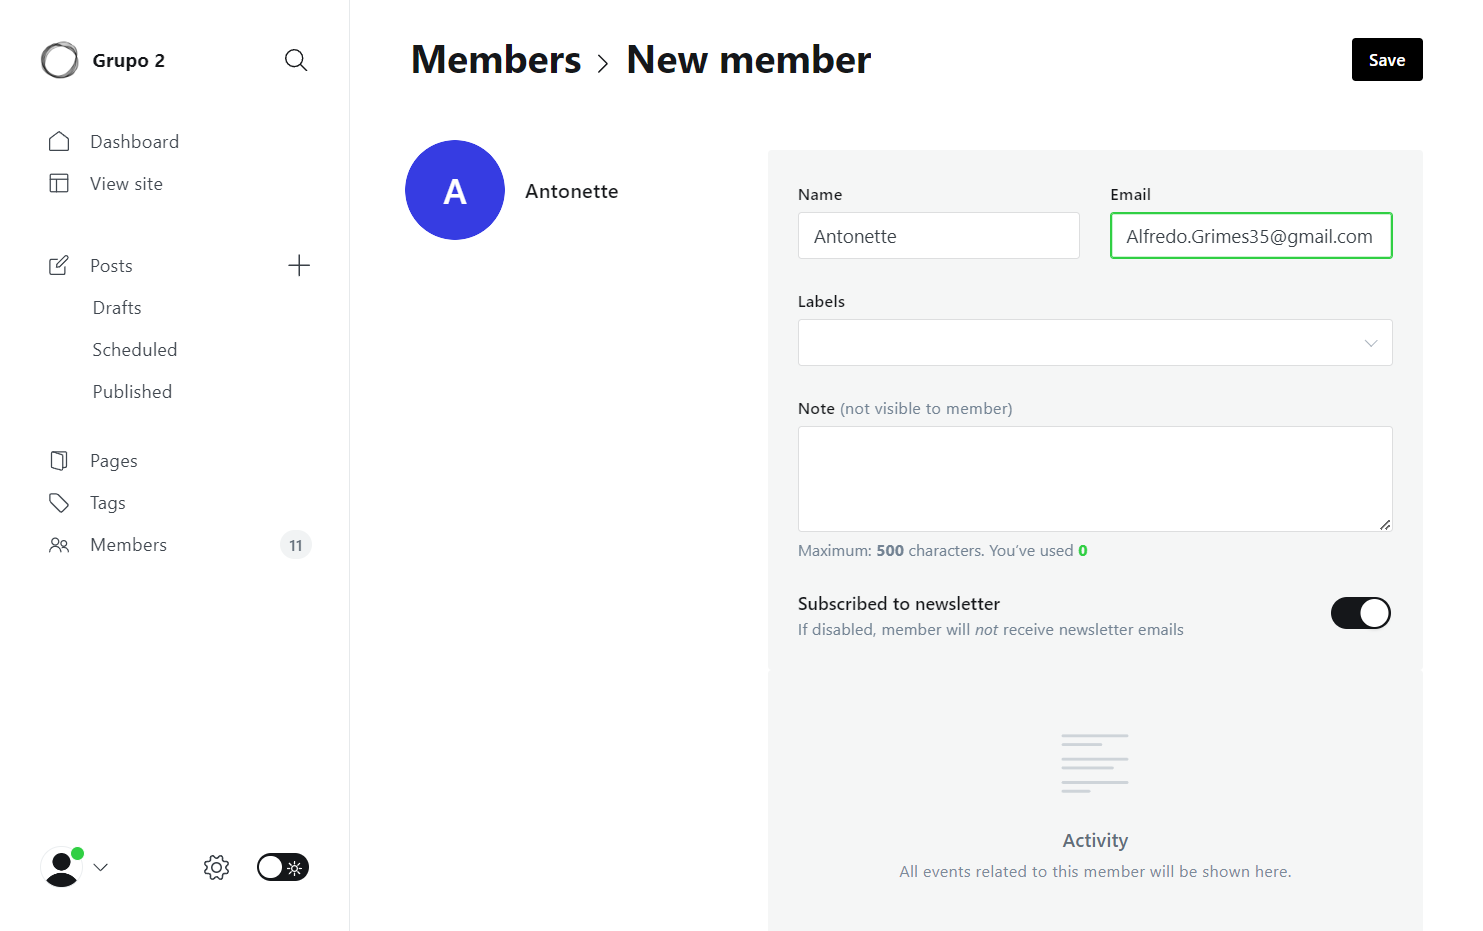 Grupo 2
Dashboard
View site
Posts
Drafts
Scheduled
Published
Pages
Tags
Members
11
Members
New member
Save
A
Antonette
Name
Email
Antonette
Alfredo.Grimes35@gmail.com
Labels
Note (not visible to member)
Maximum: 500 characters. You’ve used 0
Subscribed to newsletter
If disabled, member will not receive newsletter emails
Activity
All events related to this member will be shown here.